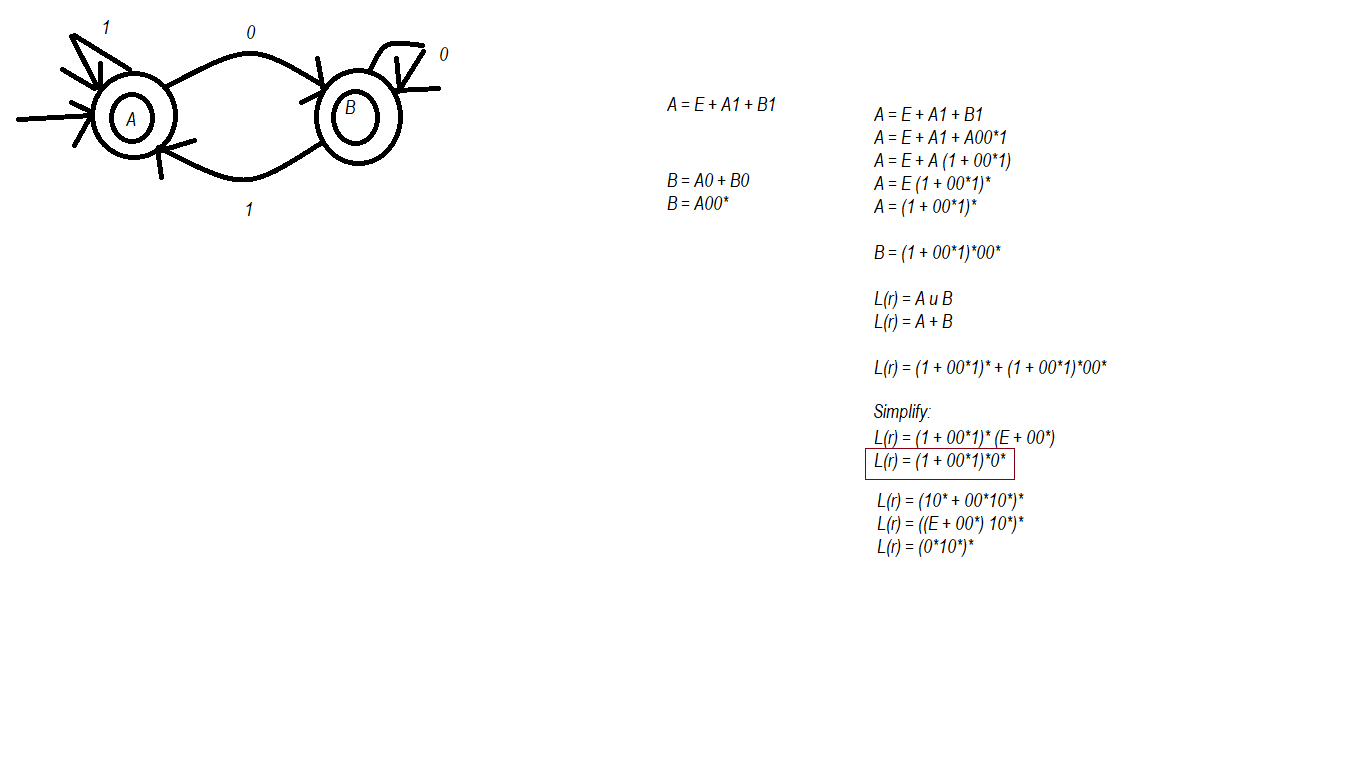 1
0
0
A
B
1
A = E + A1 + B1
B = A0 + B0
B = A00*
A = E + A1 + B1
A = E + A1 + A00*1
A = E + A (1 + 00*1)
A = E (1 + 00*1)*
A = (1 + 00*1)*
B = (1 + 00*1)*00*
L(r) = A u B
L(r) = A + B
L(r) = (1 + 00*1)* + (1 + 00*1)*00*
Simplify:
L(r) = (1 + 00*1)* (E + 00*)
L(r) = (1 + 00*1)*0*
L(r) = (10* + 00*10*)*
L(r) = ((E + 00*) 10*)*
L(r) = (0*10*)*